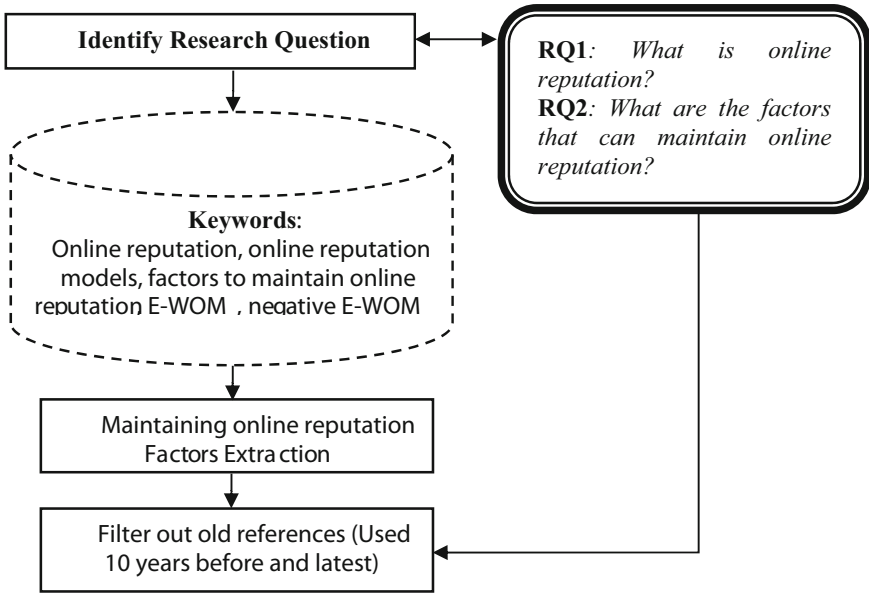 Identify Research Question
RQ1: What is online
reputation?
RQ2: What are the factors
that can maintain online
reputation?
Keywords:
Online reputation, online reputation
models, factors to maintain online
reputation, E-WOM , negative E-WOM
Maintaining online reputation
Factors Extraction
Filter out old references (Used
10 years before and latest)